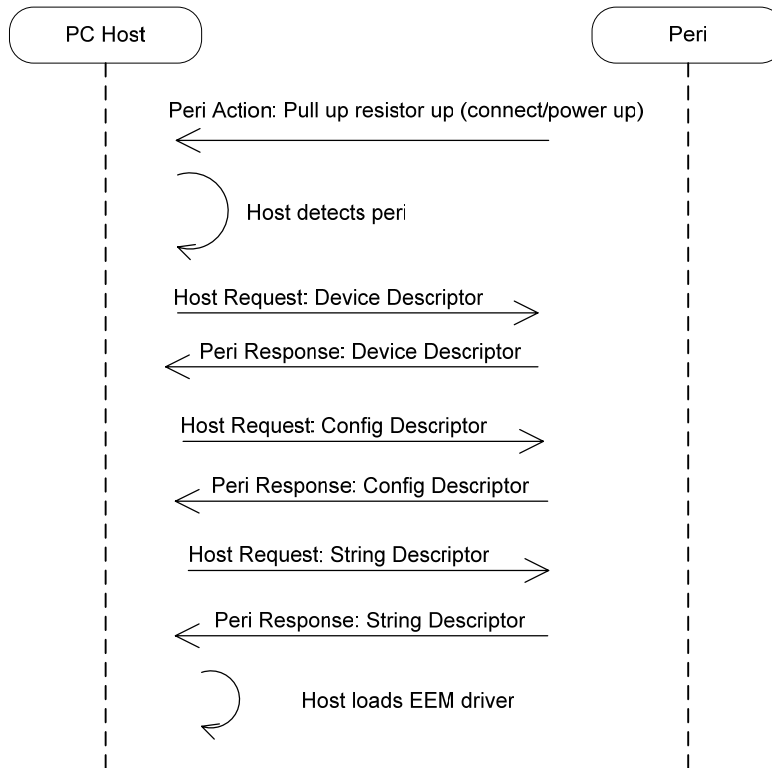 PC Host
Peri
Peri Action: Pull up resistor up (connect/power up)
Host detects peri
Host Request: Device Descriptor
Peri Response: Device Descriptor
Host Request: Config Descriptor
Peri Response: Config Descriptor
Host Request: String Descriptor
Peri Response: String Descriptor
Host loads EEM driver